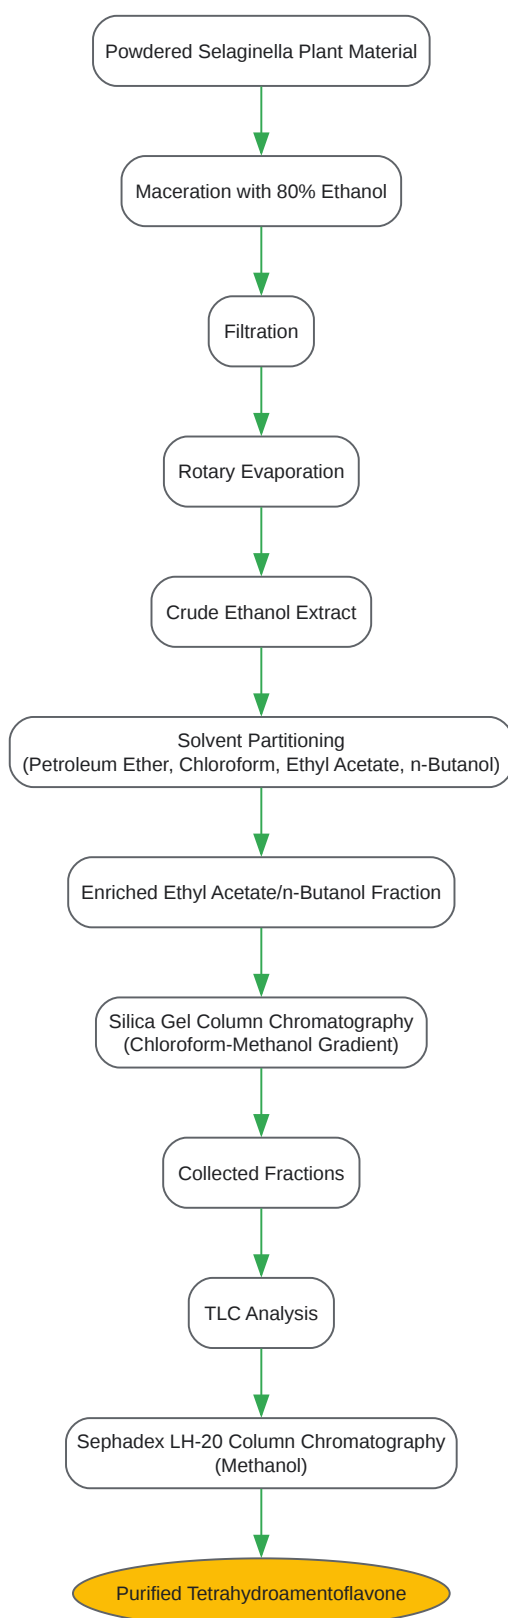 Powdered Selaginella Plant Material
Maceration with 80% Ethanol
Filtration
Rotary Evaporation
Crude Ethanol Extract
Solvent Partitioning
(Petroleum Ether, Chloroform, Ethyl Acetate, n-Butanol)
Enriched Ethyl Acetate/n-Butanol Fraction
Silica Gel Column Chromatography
(Chloroform-Methanol Gradient)
Collected Fractions
TLC Analysis
Sephadex LH-20 Column Chromatography
(Methanol)
Purified Tetrahydroamentoflavone